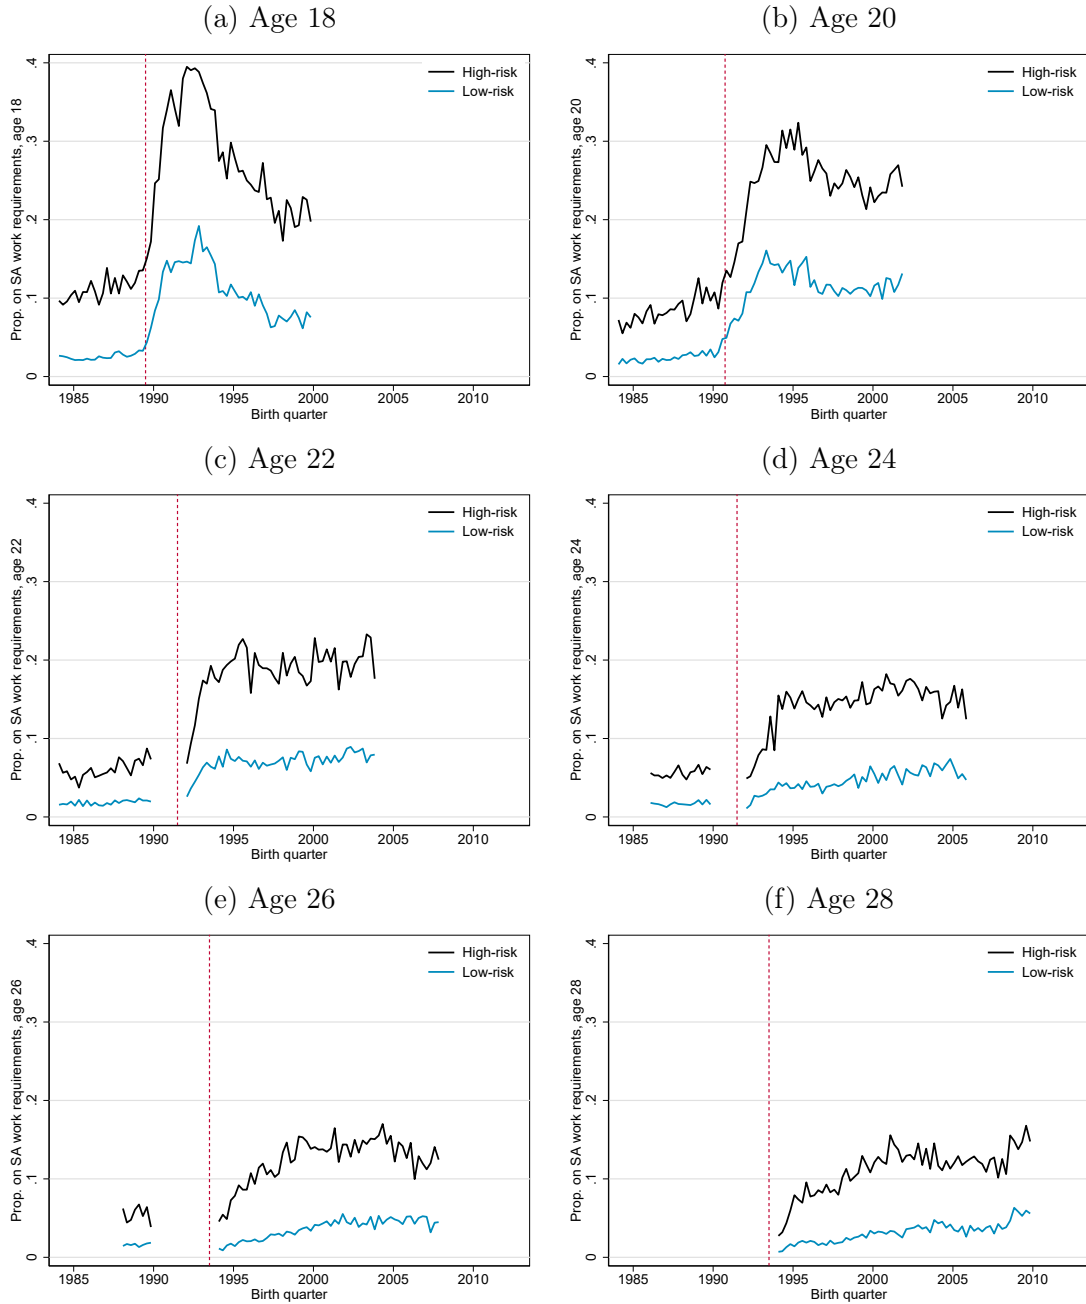 (a) Age 18
Prop. on SA work requirements, age 18
.4
.3
.2
.1
0
High-risk
Low-risk
1985 1990 1995 2000 2005 2010
Birth quarter
(b) Age 20
Prop. on SA work requirements, age 20
.4
.3
.2
.1
0
High-risk
Low-risk
1985 1990 1995 2000 2005 2010
Birth quarter
(c) Age 22
Prop. on SA work requirements, age 22
.4
.3
.2
.1
0
High-risk
Low-risk
1985 1990 1995 2000 2005 2010
Birth quarter
(d) Age 24
Prop. on SA work requirements, age 24
.4
.3
.2
.1
0
High-risk
Low-risk
1985 1990 1995 2000 2005 2010
Birth quarter
(e) Age 26
Prop. on SA work requirements, age 26
.4
.3
.2
.1
0
High-risk
Low-risk
1985 1990 1995 2000 2005 2010
Birth quarter
(f) Age 28
Prop. on SA work requirements, age 28
.4
.3
.2
.1
0
High-risk
Low-risk
1985 1990 1995 2000 2005 2010
Birth quarter